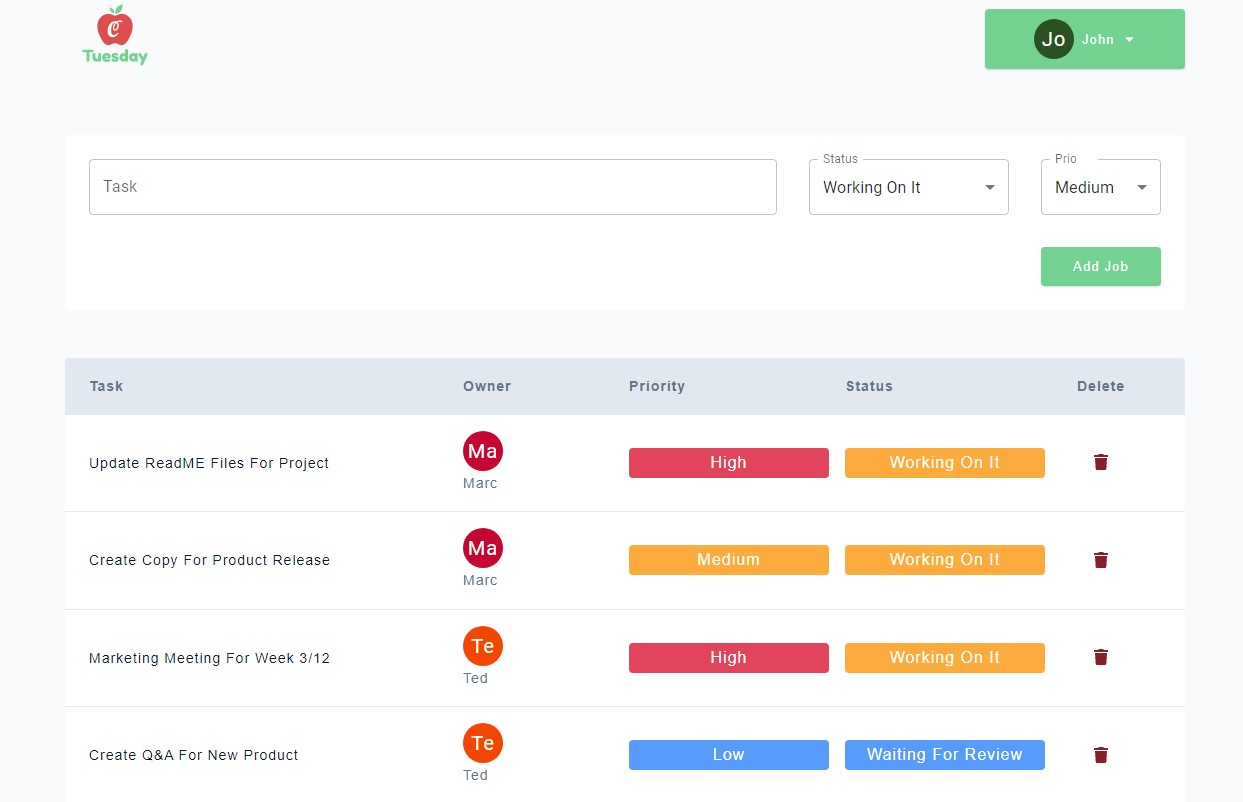 Tuesday
Jo John
Status
Prio
Task
Working On It
Medium
Add Job
Task Owner Priority Status Delete
Ma
Update ReadME Files For Project High Working On It
Marc
Ma
Create Copy For Product Release Medium Working On It
Marc
Te
Marketing Meeting For Week 3/12 High Working On It
Ted
Te
Create Q&A For New Product Low Waiting For Review
Ted